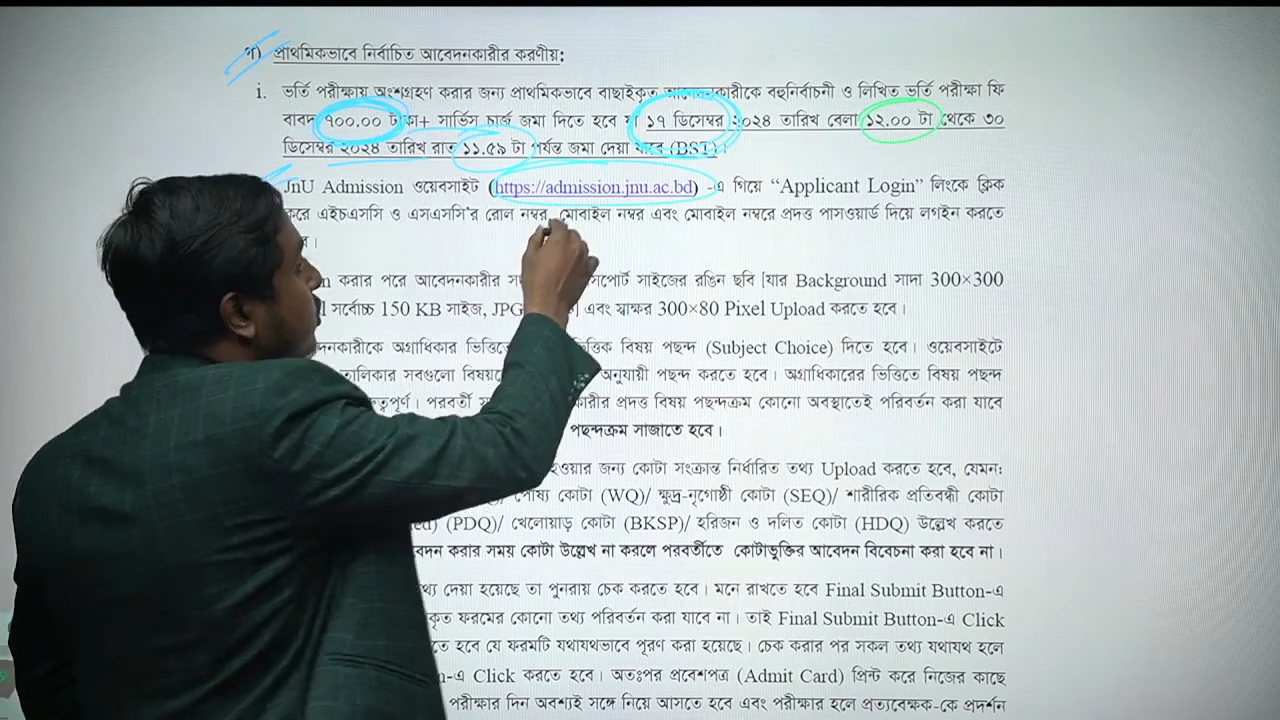 গ) প্রাথমিকভাবে নির্বাচিত আবেদনকারীর করণীয়:
i. ভর্তি পরীক্ষায় অংশগ্রহণ করার জন্য প্রাথমিকভাবে বাছাইকৃত আবেদনকারীকে বহুনির্বাচনী ও লিখিত ভর্তি পরীক্ষা ফি
বাবদ ৭০০.০০ টাকা+ সার্ভিস চার্জ জমা দিতে হবে যা ১৭ ডিসেম্বর ২০২৪ তারিখ বেলা ১২.০০ টা থেকে ৩০
ডিসেম্বর ২০২৪ তারিখ রাত ১১.৫৯ টা পর্যন্ত জমা দেয়া যাবে (BST)।
JnU Admission ওয়েবসাইট (https://admission.jnu.ac.bd) -এ গিয়ে “Applicant Login” লিংকে ক্লিক
করে এইচএসসি ও এসএসসি’র রোল নম্বর, মোবাইল নম্বর এবং মোবাইল নম্বরে প্রদত্ত পাসওয়ার্ড দিয়ে লগইন করতে
করার পরে আবেদনকারীর সাইজের রঙিন ছবি [যার Background সাদা 300×300
সর্বোচ্চ 150 KB সাইজ, JPG এবং স্বাক্ষর 300×80 Pixel Upload করতে হবে।
অগ্রাধিকার ভিত্তিতে বিষয় পছন্দ (Subject Choice) দিতে হবে। ওয়েবসাইটে
তালিকার সবগুলো অনুযায়ী পছন্দ করতে হবে। অগ্রাধিকারের ভিত্তিতে বিষয় পছন্দ
পরবর্তী প্রদত্ত বিষয় পছন্দক্রম কোনো অবস্থাতেই পরিবর্তন করা যাবে
পছন্দক্রম সাজাতে হবে।
জন্য কোটা সংক্রান্ত নির্ধারিত তথ্য Upload করতে হবে, যেমন:
পোষ্য কোটা (WQ)/ ক্ষুদ্র-নৃগোষ্ঠী কোটা (SEQ)/ শারীরিক প্রতিবন্ধী কোটা
(PDQ)/ খেলোয়াড় কোটা (BKSP)/ হরিজন ও দলিত কোটা (HDQ) উল্লেখ করতে
করার সময় কোটা উল্লেখ না করলে পরবর্তীতে কোটাভুক্তির আবেদন বিবেচনা করা হবে না।
দেয়া হয়েছে তা পুনরায় চেক করতে হবে। মনে রাখতে হবে Final Submit Button-এ
ফরমের কোনো তথ্য পরিবর্তন করা যাবে না। তাই Final Submit Button-এ Click
হবে যে ফরমটি যথাযথভাবে পূরণ করা হয়েছে। চেক করার পর সকল তথ্য যথাযথ হলে
Click করতে হবে। অতঃপর প্রবেশপত্র (Admit Card) প্রিন্ট করে নিজের কাছে
পরীক্ষার দিন অবশ্যই সঙ্গে নিয়ে আসতে হবে এবং পরীক্ষার হলে প্রত্যবেক্ষক-কে প্রদর্শন